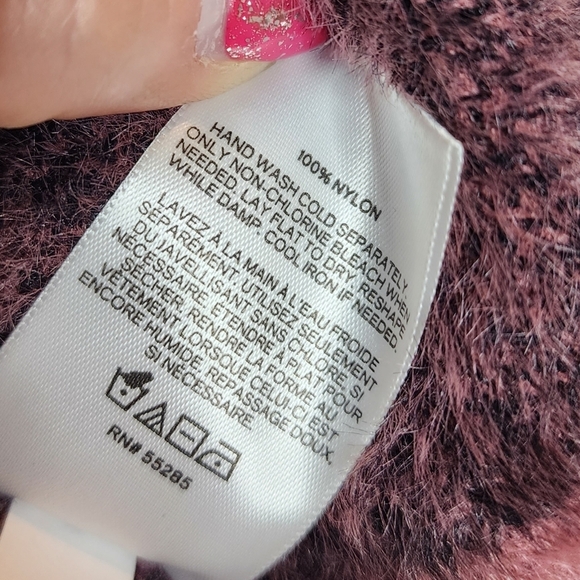 100% NYLON
HAND WASH COLD SEPARATELY.
ONLY NON-CHLORINE BLEACH WHEN
NEEDED. LAY FLAT TO DRY. RESHAPE
WHILE DAMP. COOL IRON IF NEEDED.
LAVEZ À LA MAIN À L'EAU FROIDE
SÉPAREMENT. UTILISEZ SEULEMENT
DU JAVELLISANT SANS CHLORE, SI
NÉCESSAIRE. ÉTENDRE À PLAT POUR
SÉCHER. RENDRE LA FORME AU
VÊTEMENT LORSQUE CELUI-CI EST
ENCORE HUMIDE. REPASSAGE DOUX,
SI NÉCESSAIRE
RN# 55285